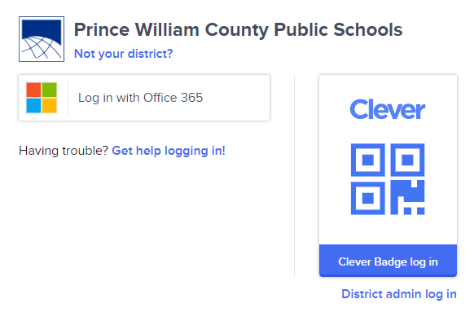 Prince William County Public Schools
Not your district?
Log in with Office 365
Having trouble? Get help logging in!
Clever
Clever Badge log in
District admin log in